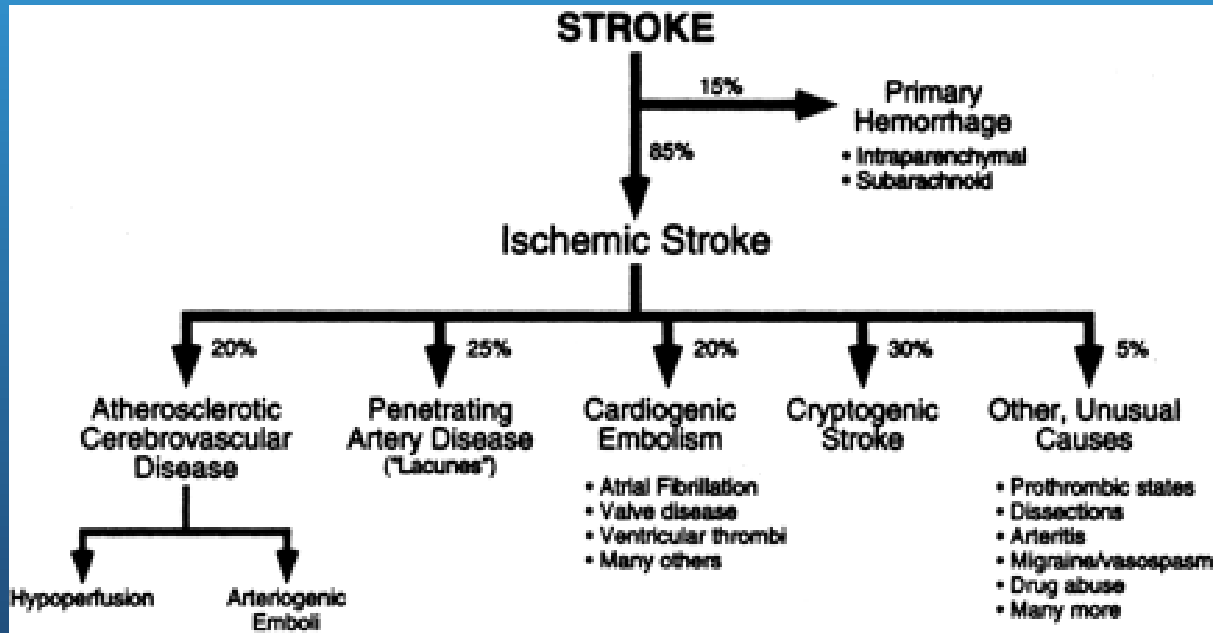 STROKE
15%
Primary
Hemorrhage
• Intraparenchymal
• Subarachnoid
85%
Ischemic Stroke
20%
25%
20%
30%
5%
Atherosclerotic
Cerebrovascular
Disease
Penetrating
Artery Disease
("Lacunes")
Cardiogenic
Embolism
• Atrial Fibrillation
• Valve disease
• Ventricular thrombi
• Many others
Cryptogenic
Stroke
Other, Unusual
Causes
• Prothrombic states
• Dissections
• Arteritis
• Migraine/vasospasm
• Drug abuse
• Many more
Hypoperfusion
Arteriogenic
Emboli